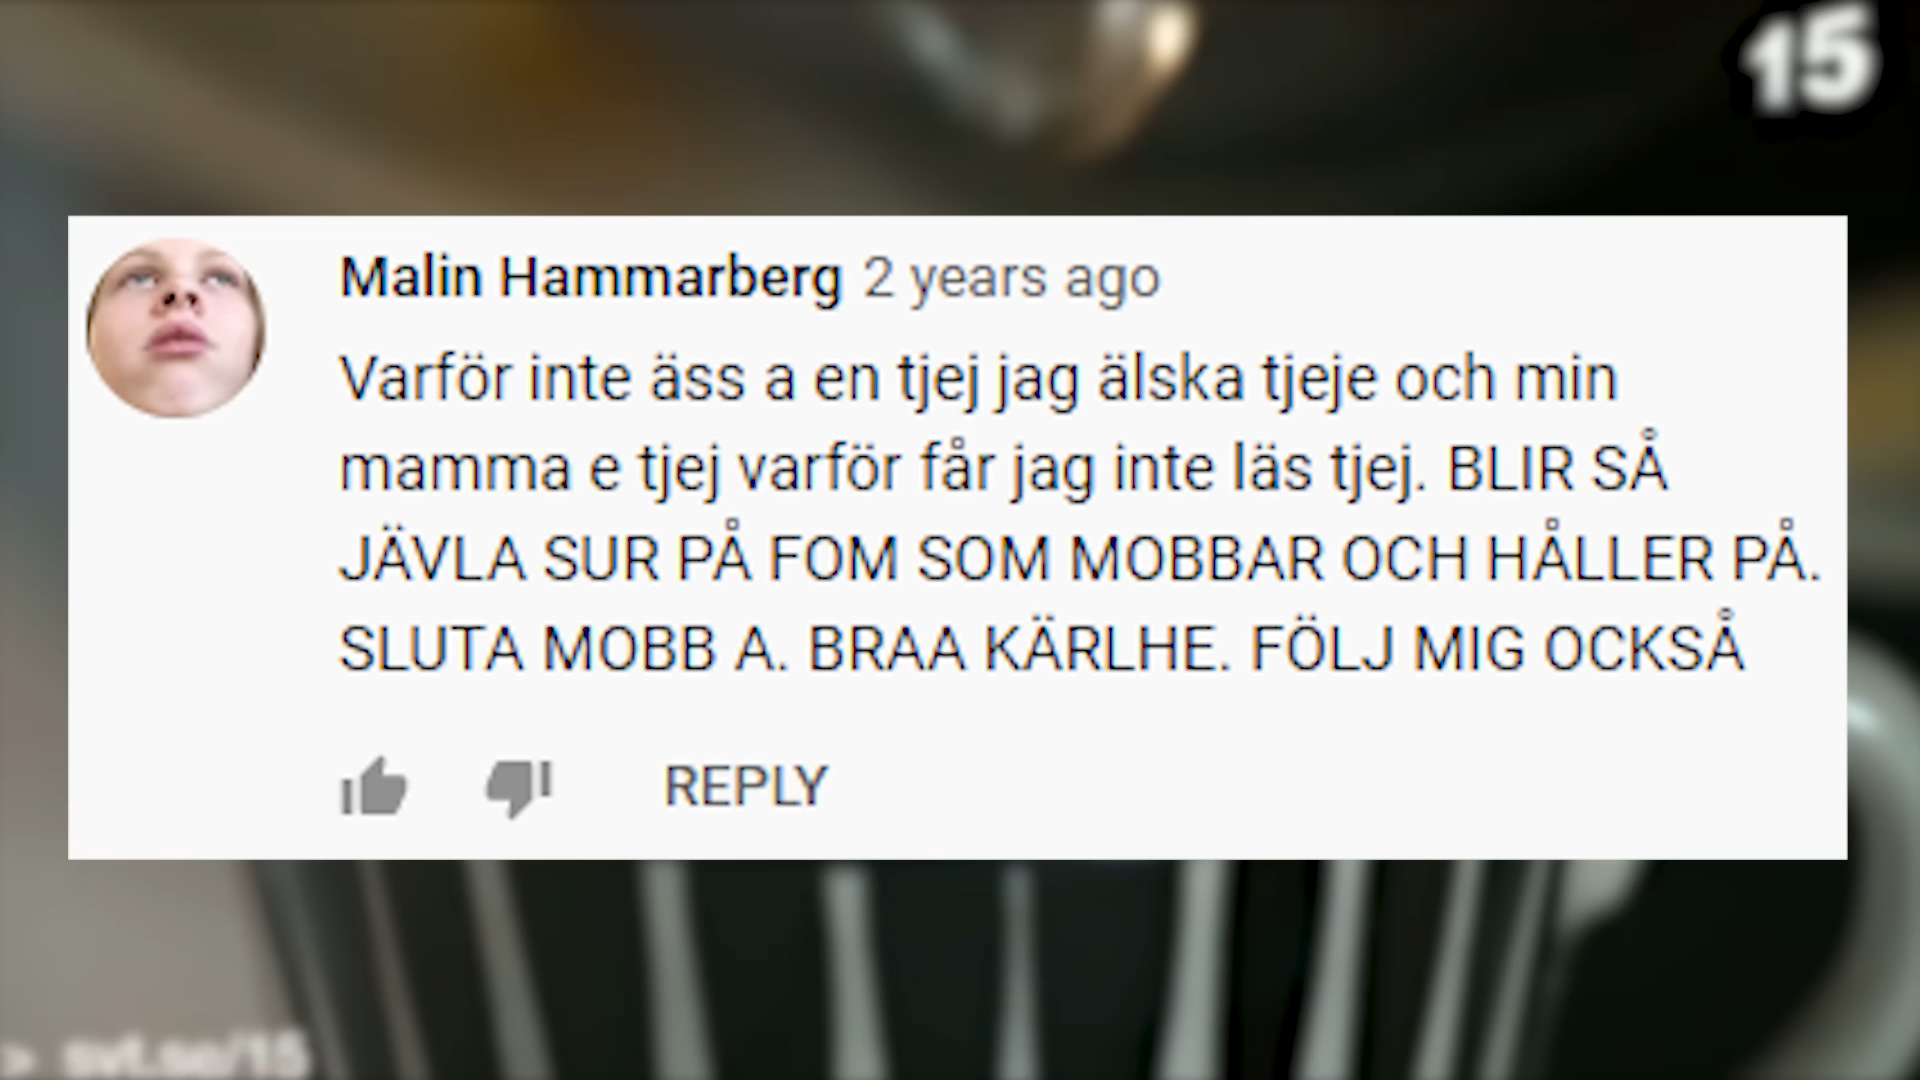 15
Malin Hammarberg 2 years ago
Varför inte äss a en tjej jag älska tjeje och min
mamma e tjej varför får jag inte läs tjej. BLIR SÅ
JÄVLA SUR PÅ FOM SOM MOBBAR OCH HÅLLER PÅ.
SLUTA MOBB A. BRAA KÄRLHE. FÖLJ MIG OCKSÅ
REPLY
> svt.se/15